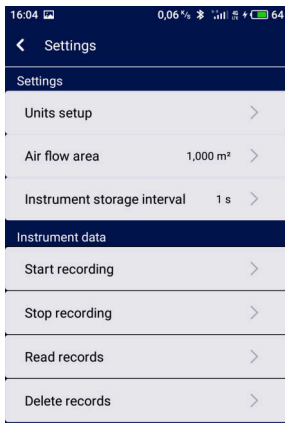 16:04 0,06 K/s 64
Settings
Settings
Units setup
Air flow area 1,000 m²
Instrument storage interval 1 s
Instrument data
Start recording
Stop recording
Read records
Delete records